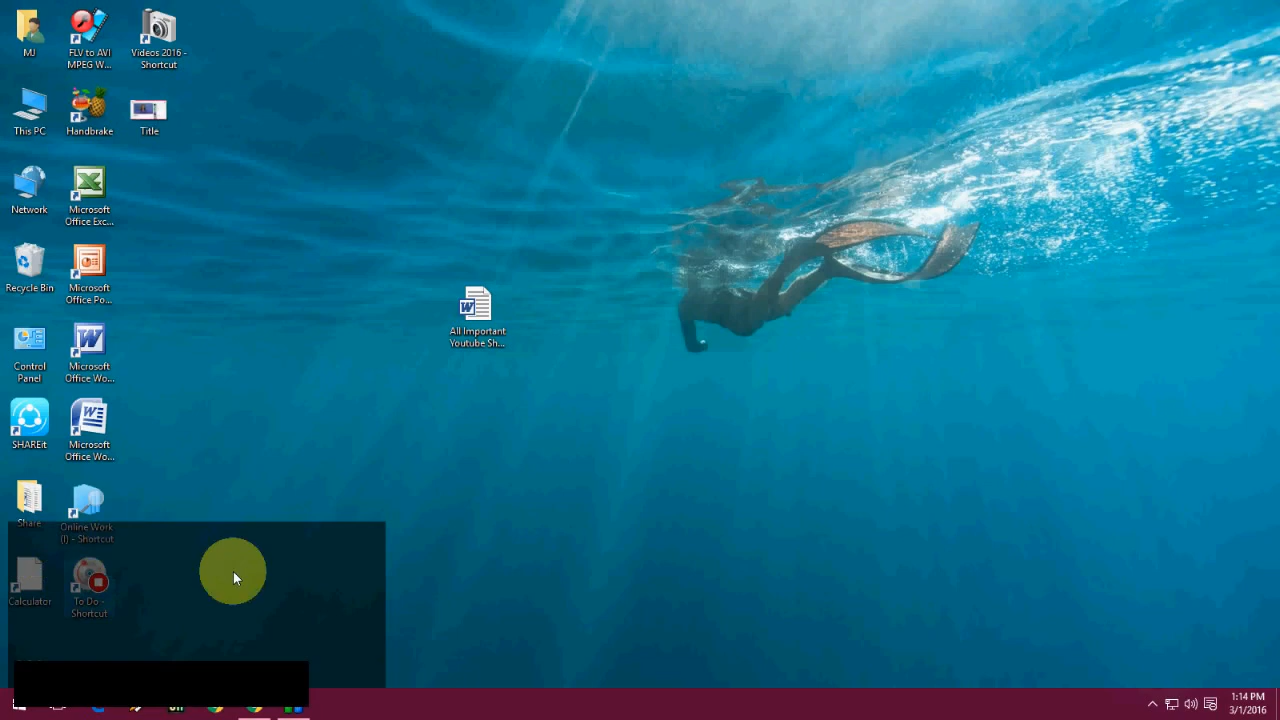 MJ
FLV to AVI
MPEG W...
Videos 2016 -
Shortcut
This PC
Handbrake
Title
Network
Microsoft
Office Exc...
Recycle Bin
Microsoft
Office Po...
All Important
Youtube Sh...
Control
Panel
Microsoft
Office Wo...
SHAREit
Microsoft
Office Wo...
Share
Online Work
(I) - Shortcut
Calculator
To Do -
Shortcut
1:14 PM
3/1/2016